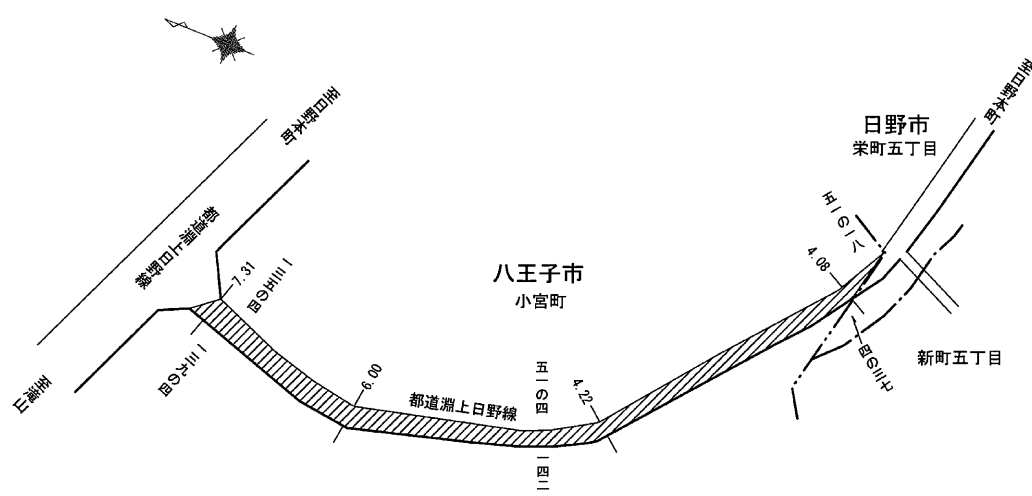 至日野本町
都道淵上日野線
至滝山
7.31
一三五の四
一三九の四
6.00
都道淵上日野線
八王子市
小宮町
五一の四
4.22
一四二
日野市
栄町五丁目
至日野本町
五一の一八
4.08
七三の四
新町五丁目